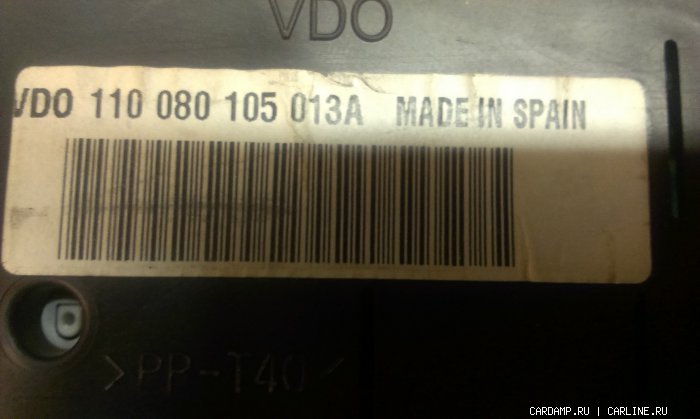 VDO
VDO 110 080 105 013A MADE IN SPAIN
>PP-T40<
CARDAMP.RU | CARLINE.RU